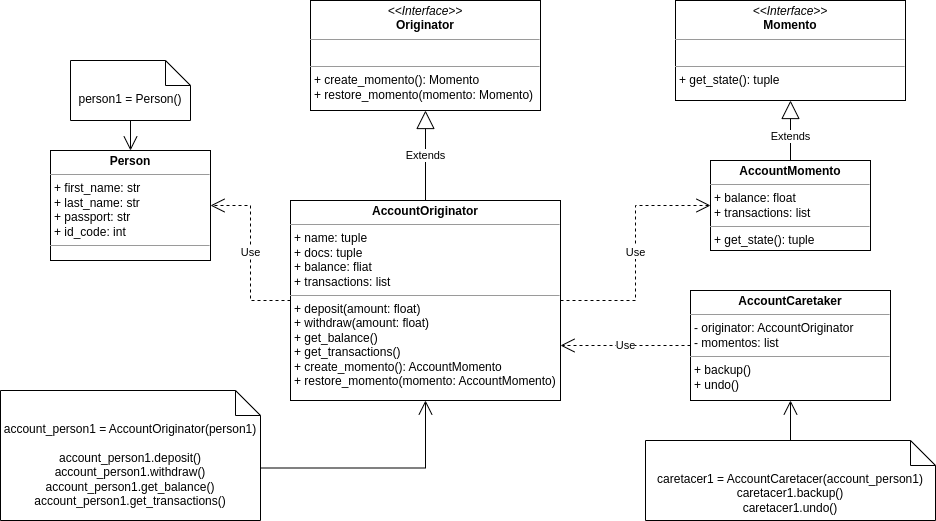 <<Interface>>
Originator
+ create_momento(): Momento
+ restore_momento(momento: Momento)
<<Interface>>
Momento
+ get_state(): tuple
person1 = Person()
Extends
Extends
Person
+ first_name: str
+ last_name: str
+ passport: str
+ id_code: int
AccountMomento
+ balance: float
+ transactions: list
+ get_state(): tuple
AccountOriginator
+ name: tuple
+ docs: tuple
+ balance: fliat
+ transactions: list
+ deposit(amount: float)
+ withdraw(amount: float)
+ get_balance()
+ get_transactions()
+ create_momento(): AccountMomento
+ restore_momento(momento: AccountMomento)
Use
Use
Use
AccountCaretaker
- originator: AccountOriginator
- momentos: list
+ backup()
+ undo()
account_person1 = AccountOriginator(person1)
account_person1.deposit()
account_person1.withdraw()
account_person1.get_balance()
account_person1.get_transactions()
caretacer1 = AccountCaretacer(account_person1)
caretacer1.backup()
caretacer1.undo()